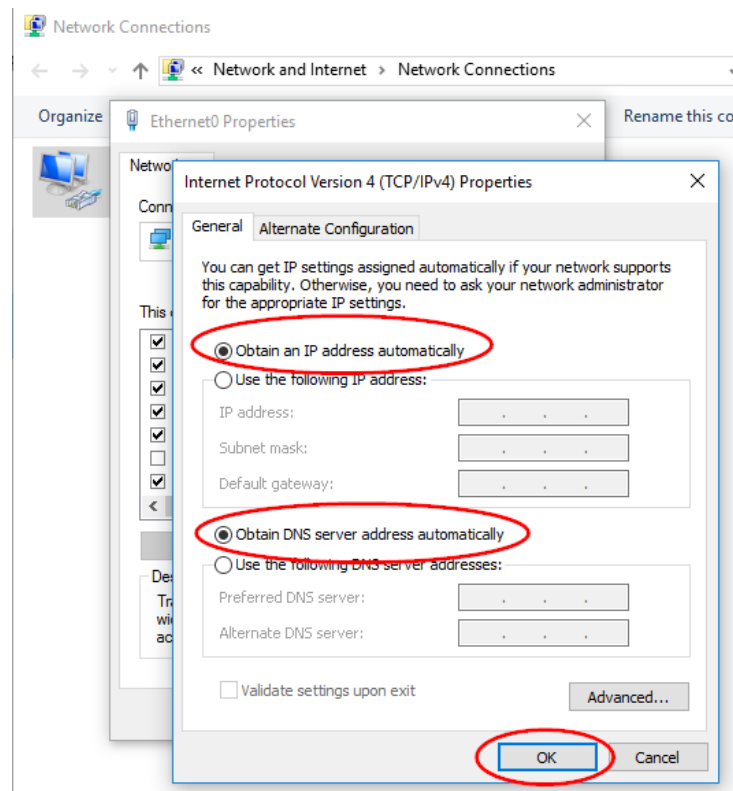 Network Connections
« Network and Internet › Network Connections
Organize
Rename this co
Ethernet0 Properties
Netwo
Conn
This
Internet Protocol Version 4 (TCP/IPv4) Properties
General
Alternate Configuration
You can get IP settings assigned automatically if your network supports
this capability. Otherwise, you need to ask your network administrator
for the appropriate IP settings.
Obtain an IP address automatically
Use the following IP address:
IP address:
. . .
Subnet mask:
. . .
Default gateway:
. . .
Obtain DNS server address automatically
Use the following DNS server addresses:
Preferred DNS server:
. . .
Alternate DNS server:
. . .
Validate settings upon exit
Advanced...
OK
Cancel
Des
Tra
wi
ac